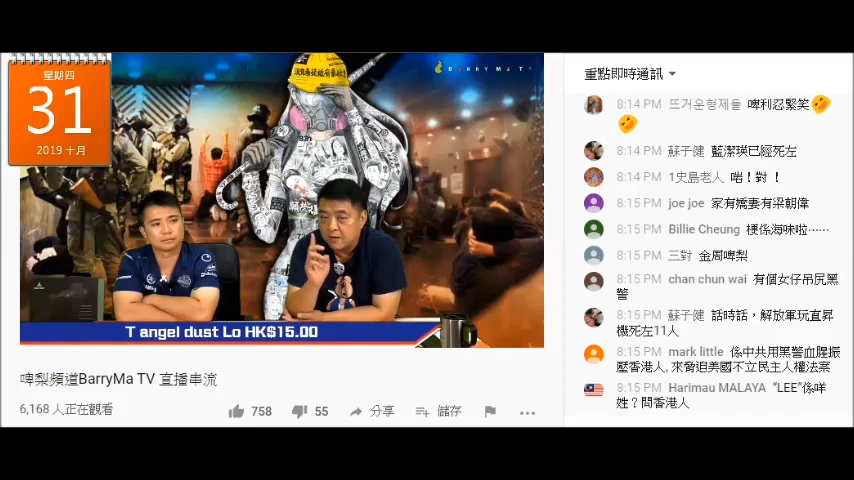 星期四
31
2019 十月
BARRYMA TV
T angel dust Lo HK$15.00
啤梨頻道BarryMa TV 直播串流
6,168 人正在觀看
758
55
分享
儲存
重點即時通訊
8:14 PM 뜨거운형제들 啤利忍緊笑
8:14 PM 蘇子健 藍潔瑛已經死左
8:14 PM 1史島老人 啱！對 ！
8:15 PM joe joe 家有嬌妻有梁朝偉
8:15 PM Billie Cheung 梗係海味啦⋯⋯
8:15 PM 三對 金周啤梨
8:15 PM chan chun wai 有個女仔吊尻黑
警
8:15 PM 蘇子健 話時話，解放軍玩直昇
機死左11人
8:15 PM mark little 係中共用黑警血腥振
壓香港人, 來脅迫美國不立民主人權法案
8:15 PM Harimau MALAYA “LEE”係咩
姓？問香港人